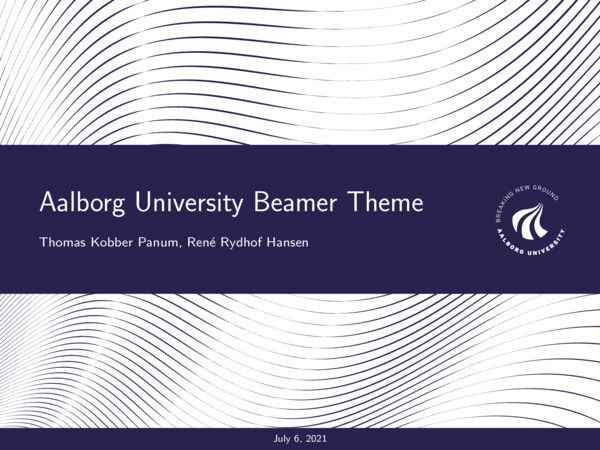 Aalborg University Beamer Theme
Thomas Kobber Panum, René Rydhof Hansen
BREAKING NEW GROUND
AALBORG UNIVERSITY
July 6, 2021